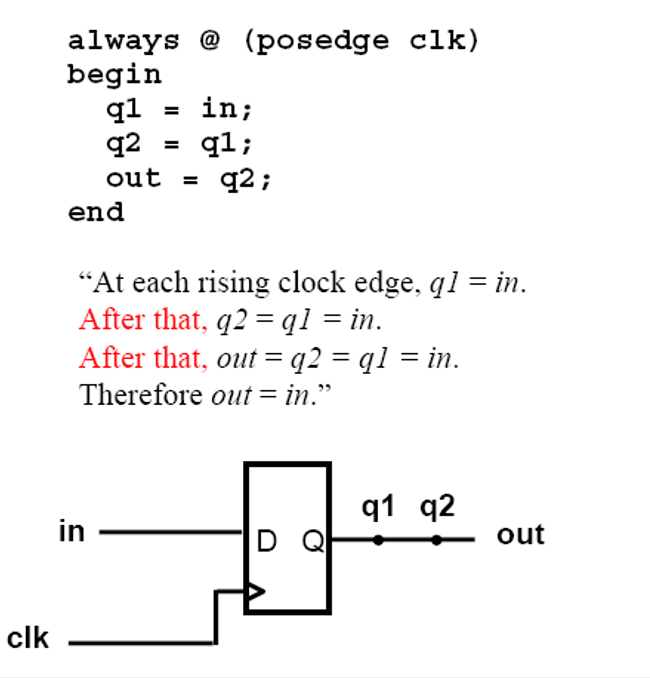 always @ (posedge clk)
begin
q1 = in;
q2 = q1;
out = q2;
end
“At each rising clock edge, q1 = in.
After that, q2 = q1 = in.
After that, out = q2 = q1 = in.
Therefore out = in.”
q1 q2
in
D Q
out
clk